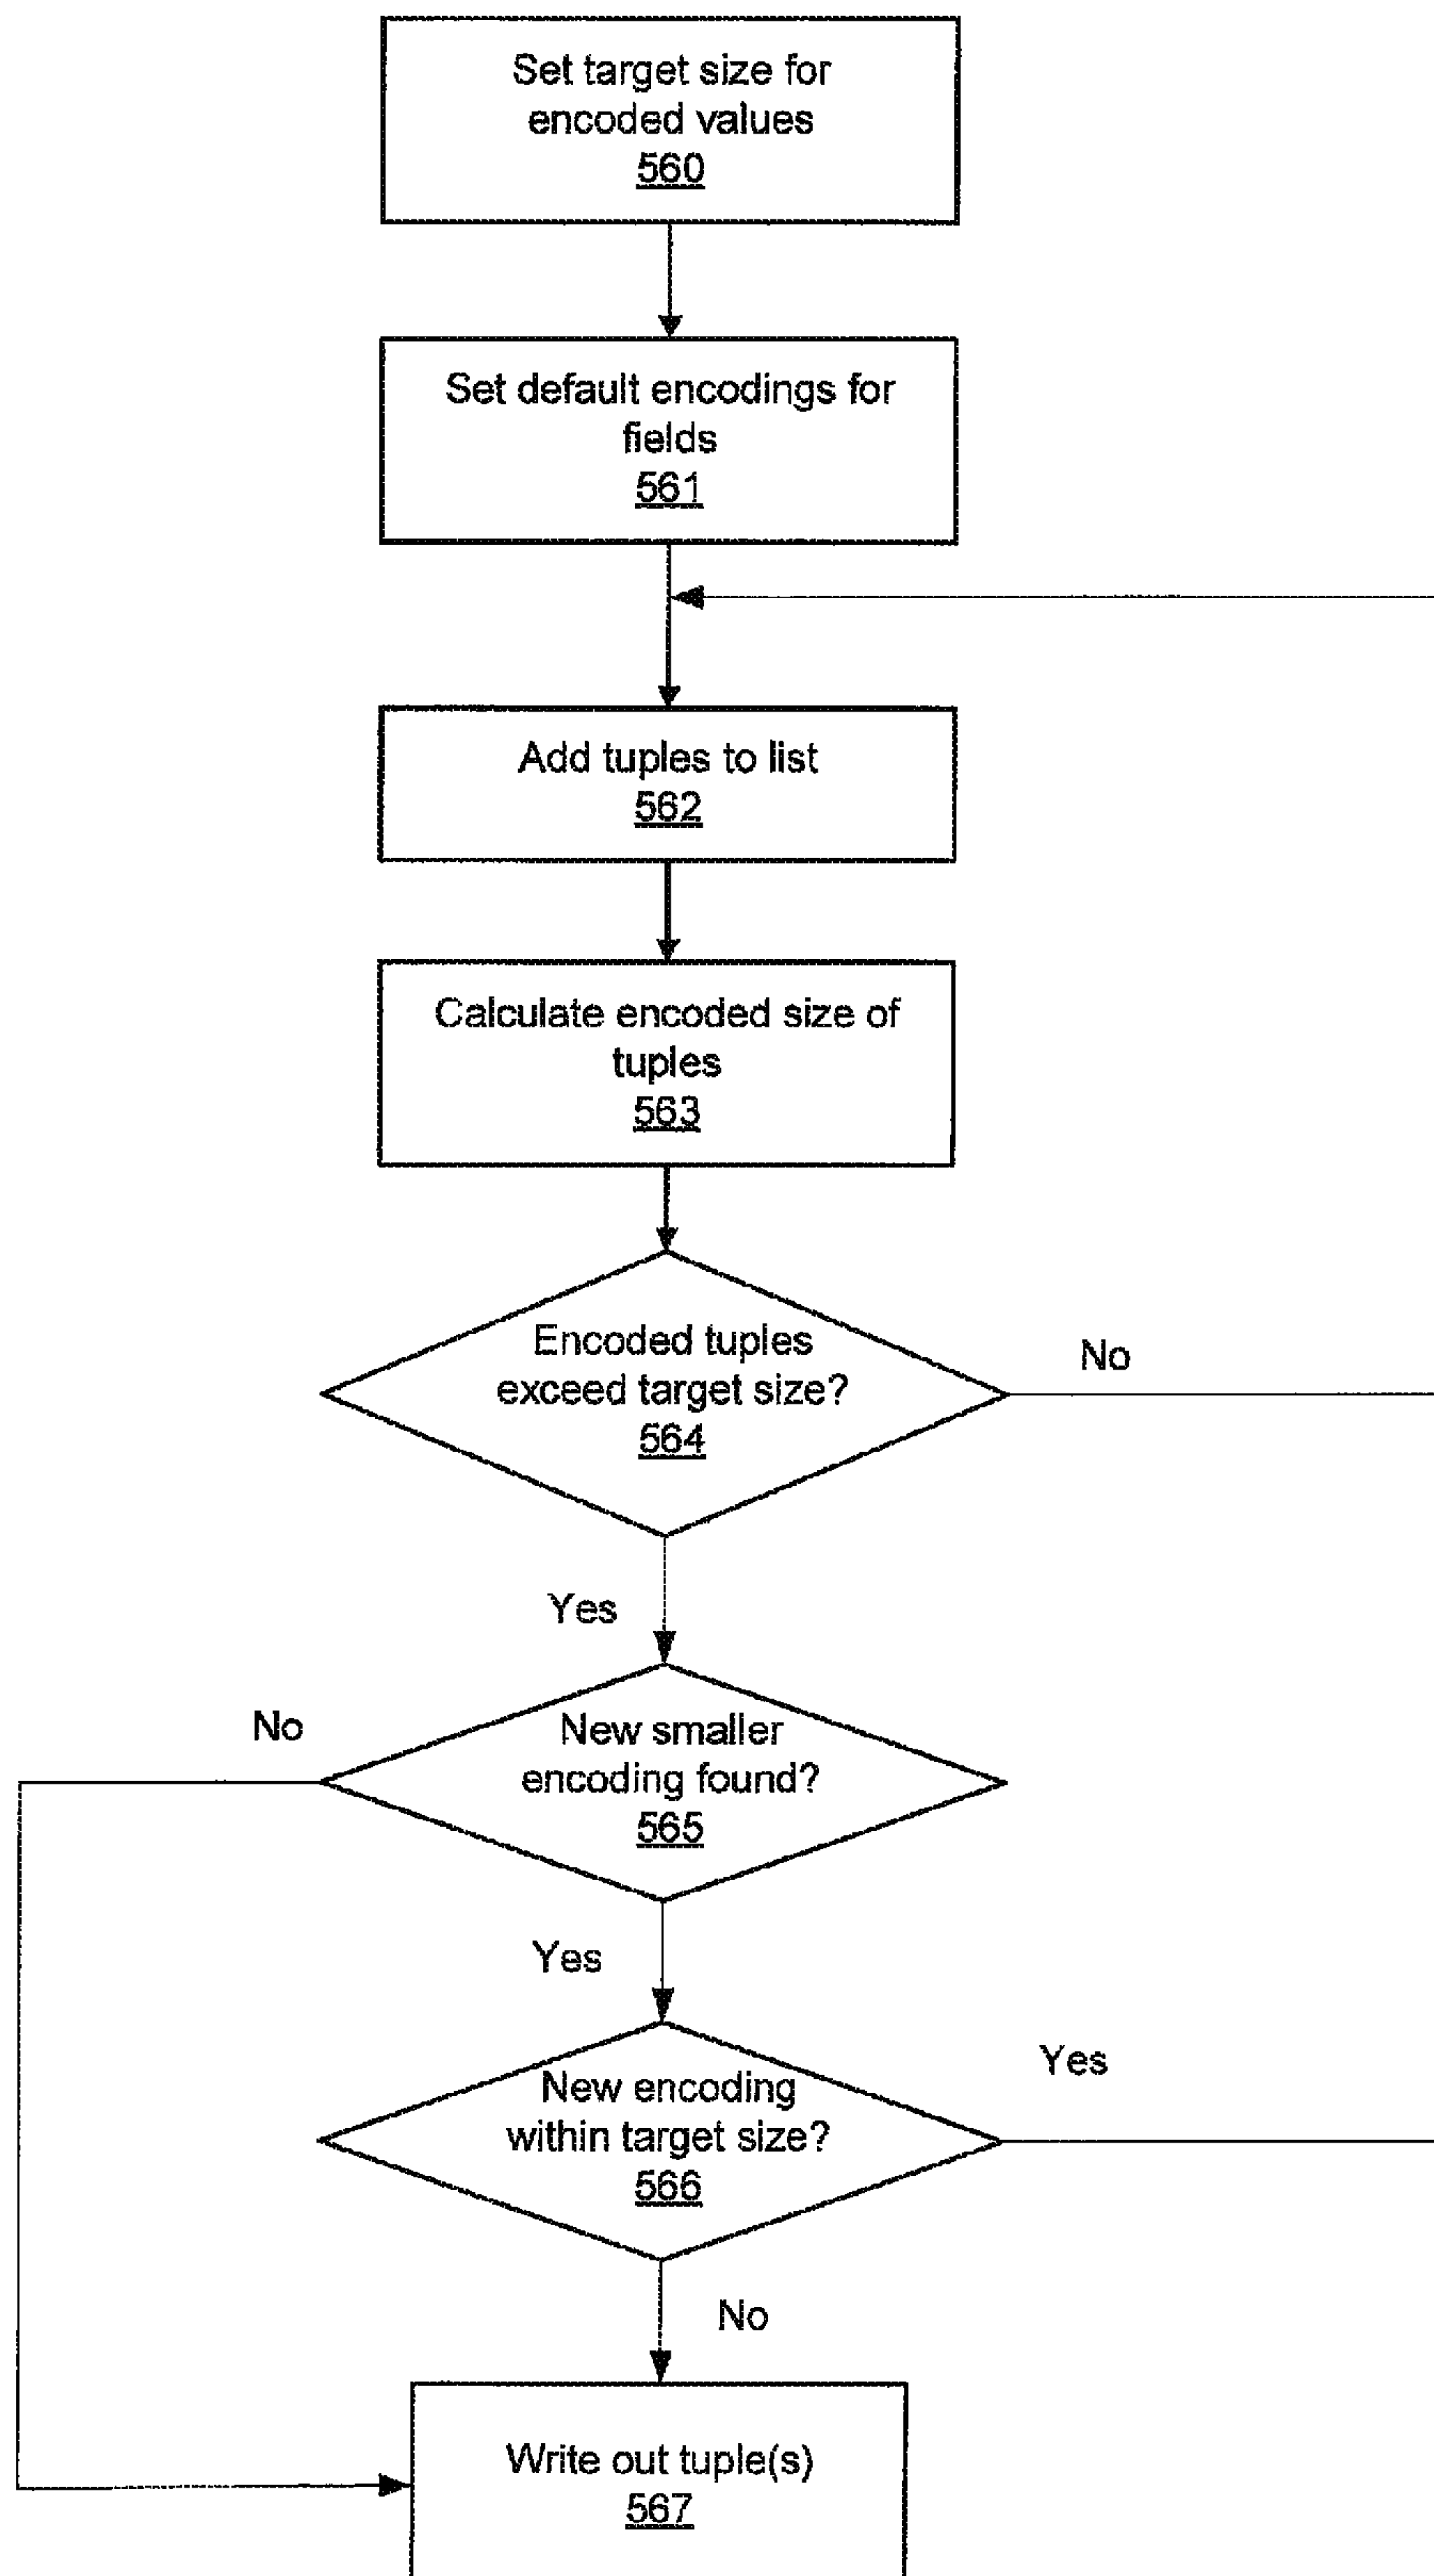 Set target size for
encoded values
560
Set default encodings for
fields
561
Add tuples to list
562
Calculate encoded size of
tuples
563
Encoded tuples
exceed target size?
564
No
Yes
New smaller
encoding found?
565
No
Yes
New encoding
within target size?
566
Yes
No
Write out tuple(s)
567